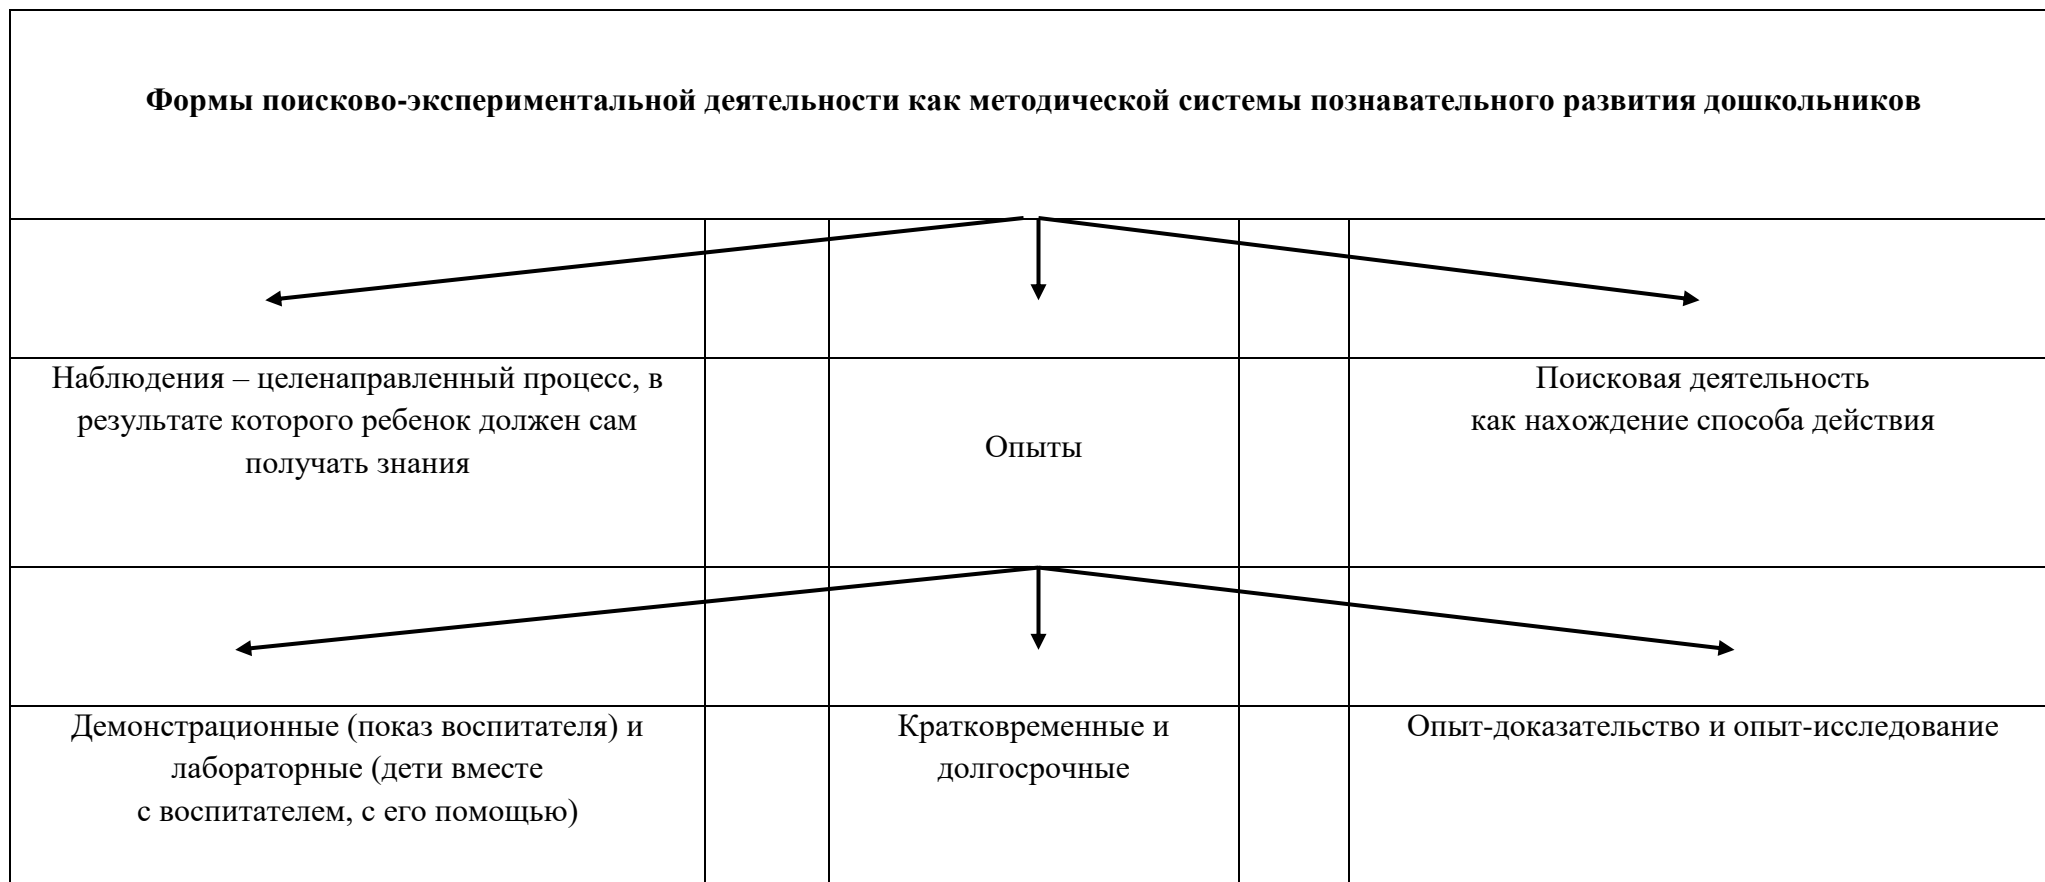 Формы поисково-экспериментальной деятельности как методической системы познавательного развития дошкольников
Наблюдения – целенаправленный процесс, в
результате которого ребенок должен сам
получать знания
Опыты
Поисковая деятельность
как нахождение способа действия
Демонстрационные (показ воспитателя) и
лабораторные (дети вместе
с воспитателем, с его помощью)
Кратковременные и
долгосрочные
Опыт-доказательство и опыт-исследование